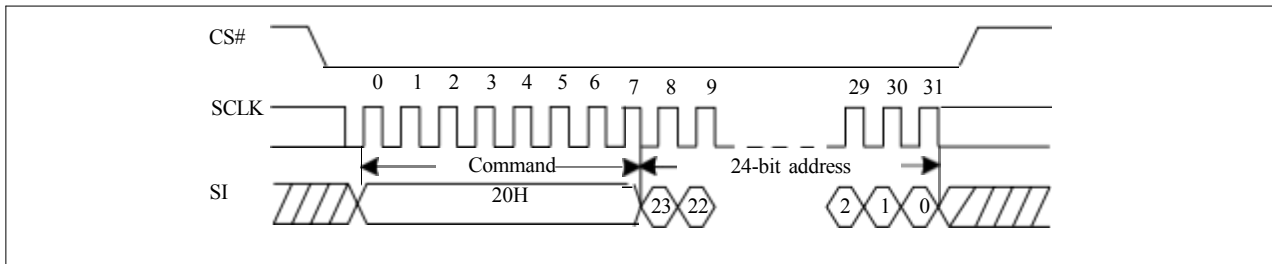 CS#
0 1 2 3 4 5 6 7 8 9 29 30 31
SCLK
Command 24-bit address
SI 20H 23 22 2 1 0